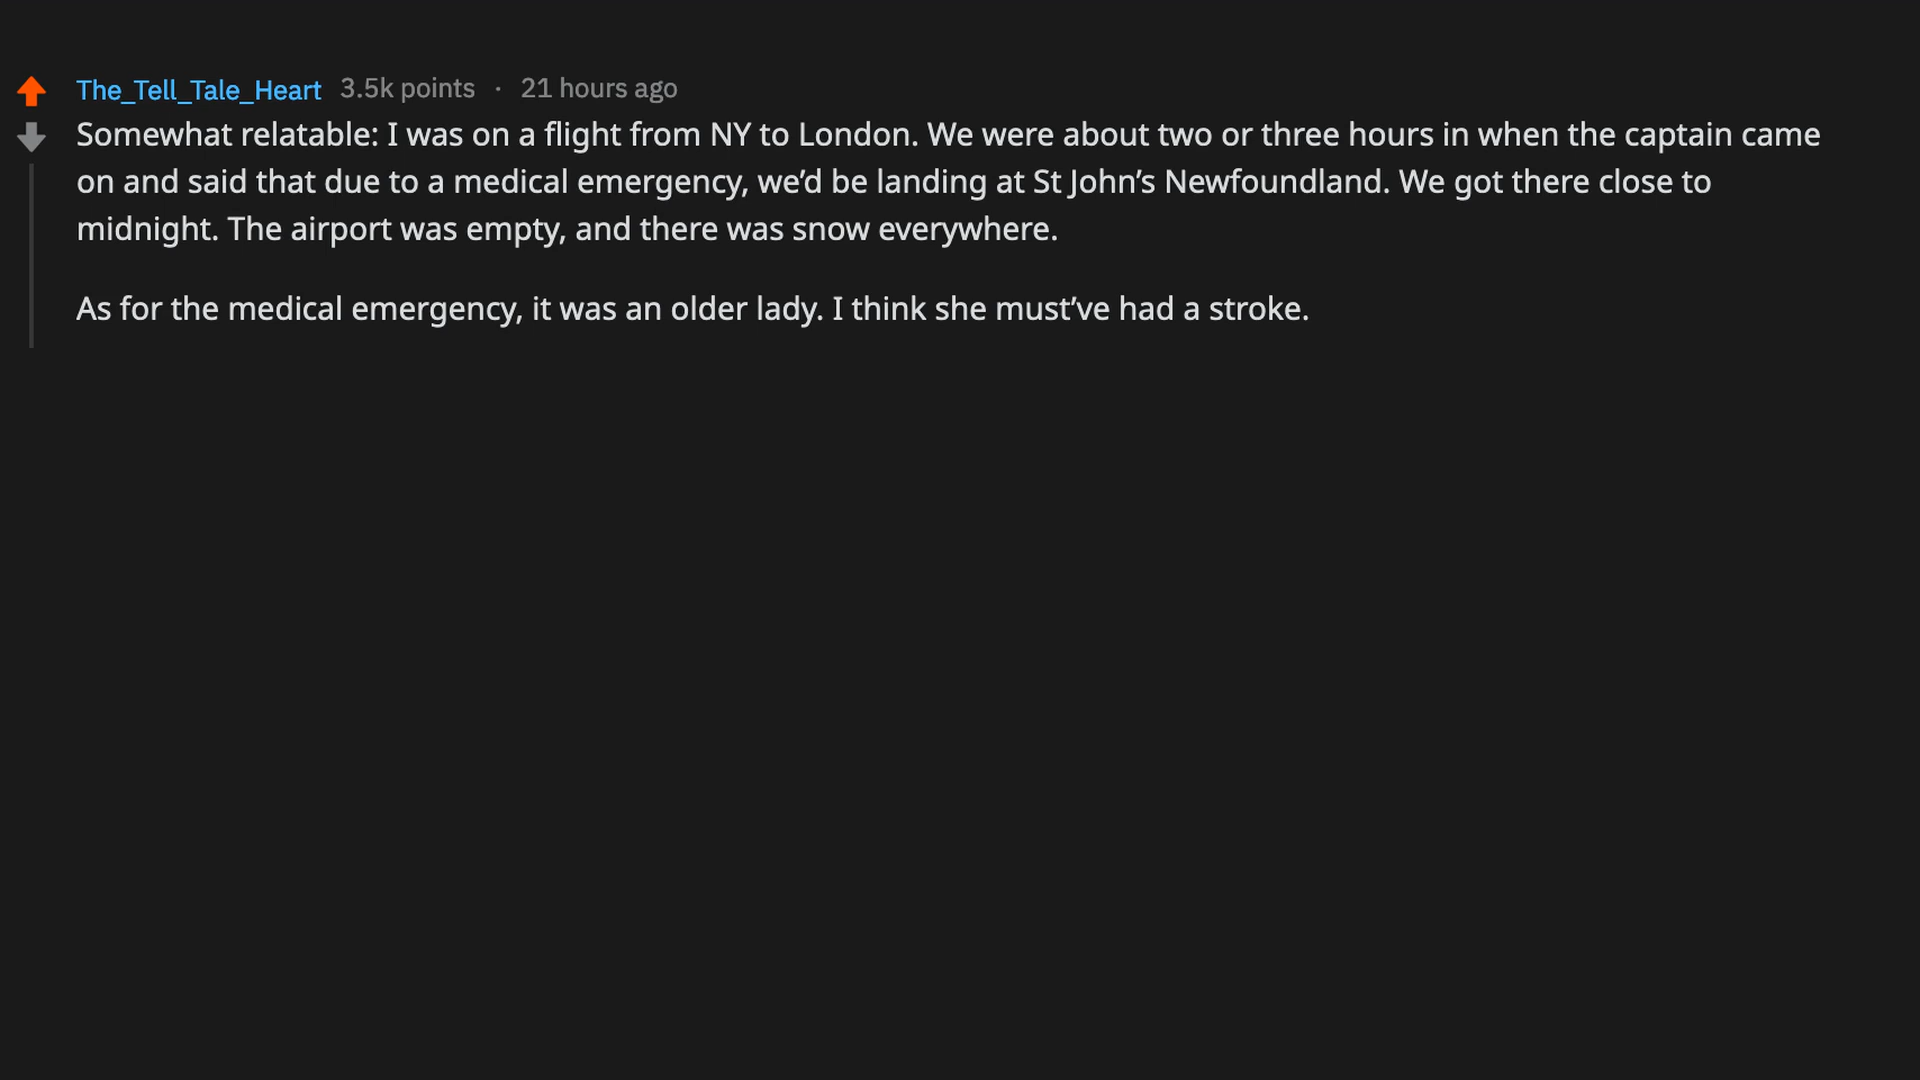 The_Tell_Tale_Heart 3.5k points · 21 hours ago
Somewhat relatable: I was on a flight from NY to London. We were about two or three hours in when the captain came
on and said that due to a medical emergency, we’d be landing at St John’s Newfoundland. We got there close to
midnight. The airport was empty, and there was snow everywhere.
As for the medical emergency, it was an older lady. I think she must’ve had a stroke.